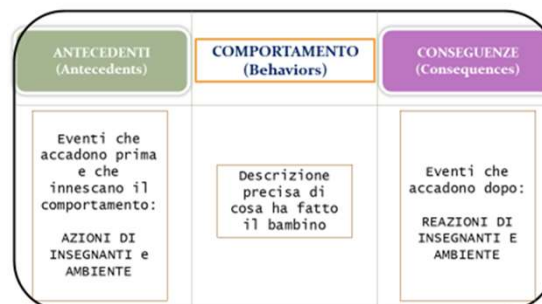 ANTECEDENTI
(Antecedents)
COMPORTAMENTO
(Behaviors)
CONSEGUENZE
(Consequences)
Eventi che
accadono prima
e che
innescano il
comportamento:
AZIONI DI
INSEGNANTI e
AMBIENTE
Descrizione
precisa di
cosa ha fatto
il bambino
Eventi che
accadono dopo:
REAZIONI DI
INSEGNANTI E
AMBIENTE